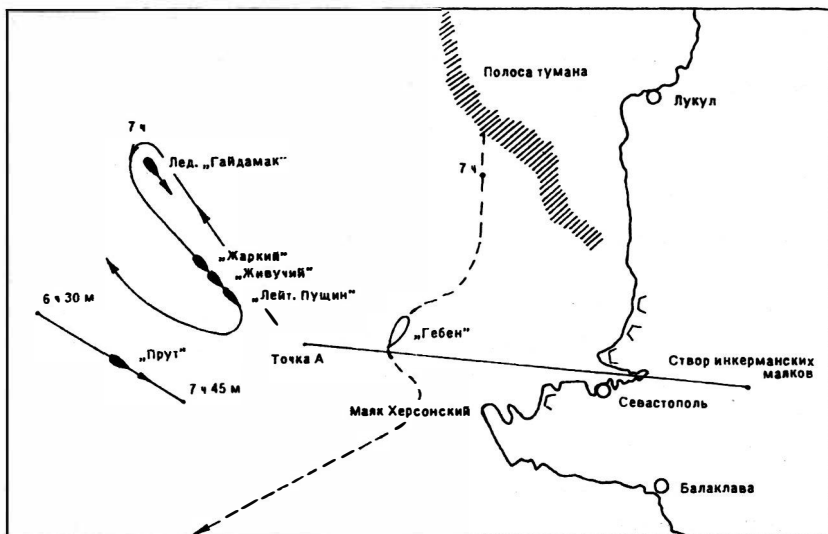 Полоса тумана
Лукул
7 ч
Лед. „Гайдамак"
7 ч
„Жаркий"
„Живучий"
„Лейт. Пущин"
6 ч 30 м
„Гебен"
„Прут"
Точка А
Створ инкерманских
маяков
7 ч 45 м
Маяк Херсонский
Севастополь
Балаклава